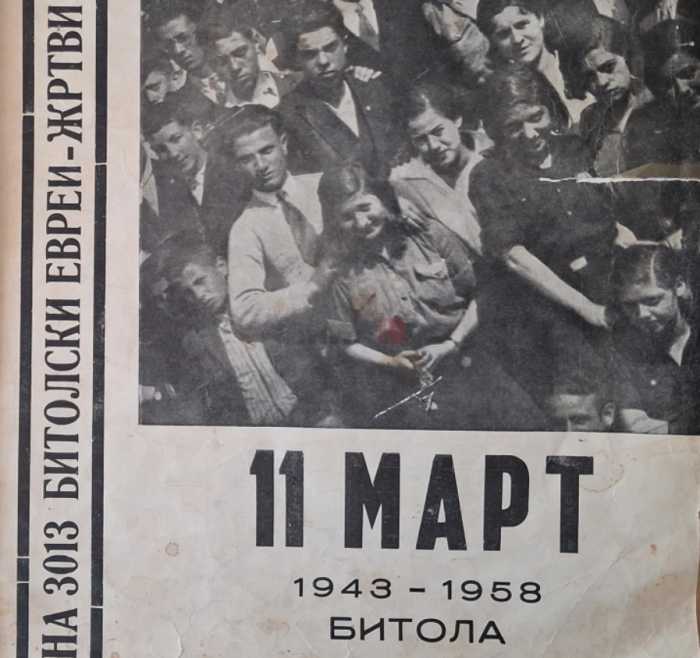 НА 3013 БИТОЛСКИ ЕВРЕИ-ЖРТВИ
11 МАРТ
1943 – 1958
БИТОЛА